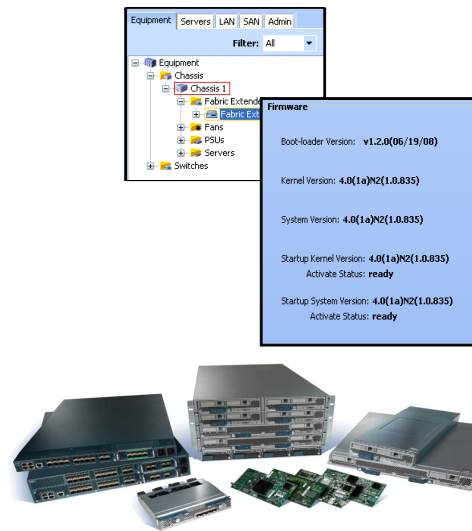 Equipment Servers LAN SAN Admin
Filter: All
Equipment
Chassis
Chassis 1
Fabric Extende
Fabric Ext
Fans
PSUs
Servers
Switches
Firmware
Boot-loader Version: v1.2.0(06/19/08)
Kernel Version: 4.0(1a)N2(1.0.835)
System Version: 4.0(1a)N2(1.0.835)
Startup Kernel Version: 4.0(1a)N2(1.0.835)
Activate Status: ready
Startup System Version: 4.0(1a)N2(1.0.835)
Activate Status: ready